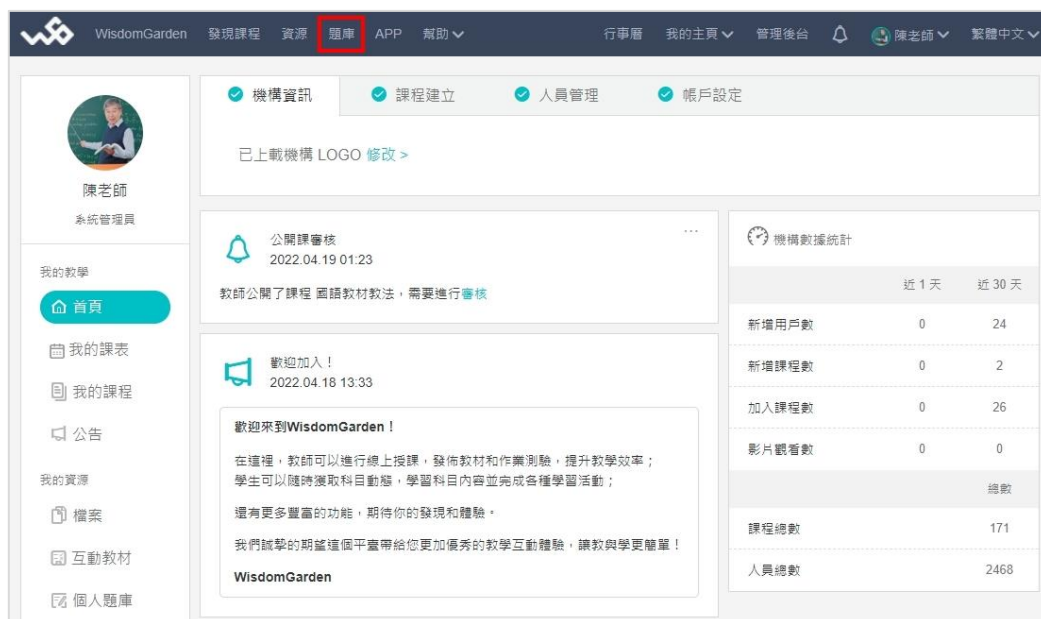 WisdomGarden 發現課程 資源 題庫 APP 幫助 行事曆 我的主頁 管理後台 陳老師 繁體中文
陳老師
系統管理員
我的教學
首頁
我的課表
我的課程
公告
我的資源
檔案
互動教材
個人題庫
機構資訊 課程建立 人員管理 帳戶設定
已上載機構 LOGO 修改 >
公開課審核 ...
2022.04.19 01:23
教師公開了課程 國語教材教法，需要進行審核
歡迎加入！
2022.04.18 13:33
歡迎來到WisdomGarden！
在這裡，教師可以進行線上授課，發佈教材和作業測驗，提升教學效率；
學生可以隨時獲取科目動態，學習科目內容並完成各種學習活動；
還有更多豐富的功能，期待你的發現和體驗。
我們誠摯的期望這個平臺帶給您更加優秀的教學互動體驗，讓教與學更簡單！
WisdomGarden
機構數據統計
近 1 天 近 30 天
新增用戶數 0 24
新增課程數 0 2
加入課程數 0 26
影片觀看數 0 0
總數
課程總數 171
人員總數 2468